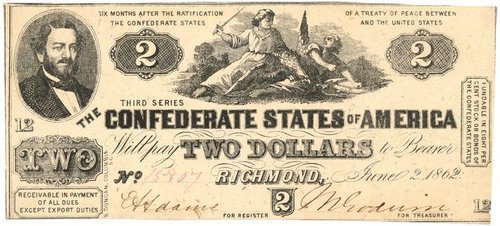 SIX MONTHS AFTER THE RATIFICATION
OF A TREATY OF PEACE BETWEEN
THE CONFEDERATE STATES
AND THE UNITED STATES
2
2
THIRD SERIES
12
THE CONFEDERATE STATES OF AMERICA
Will pay TWO DOLLARS to Bearer
TWO
No
RICHMOND, June 2, 1862
RECEIVABLE IN PAYMENT
OF ALL DUES
EXCEPT EXPORT DUTIES
FUNDABLE IN EIGHT PER
CENT STOCK OR BONDS OF
THE CONFEDERATE STATES
2
FOR REGISTER
FOR TREASURER
12